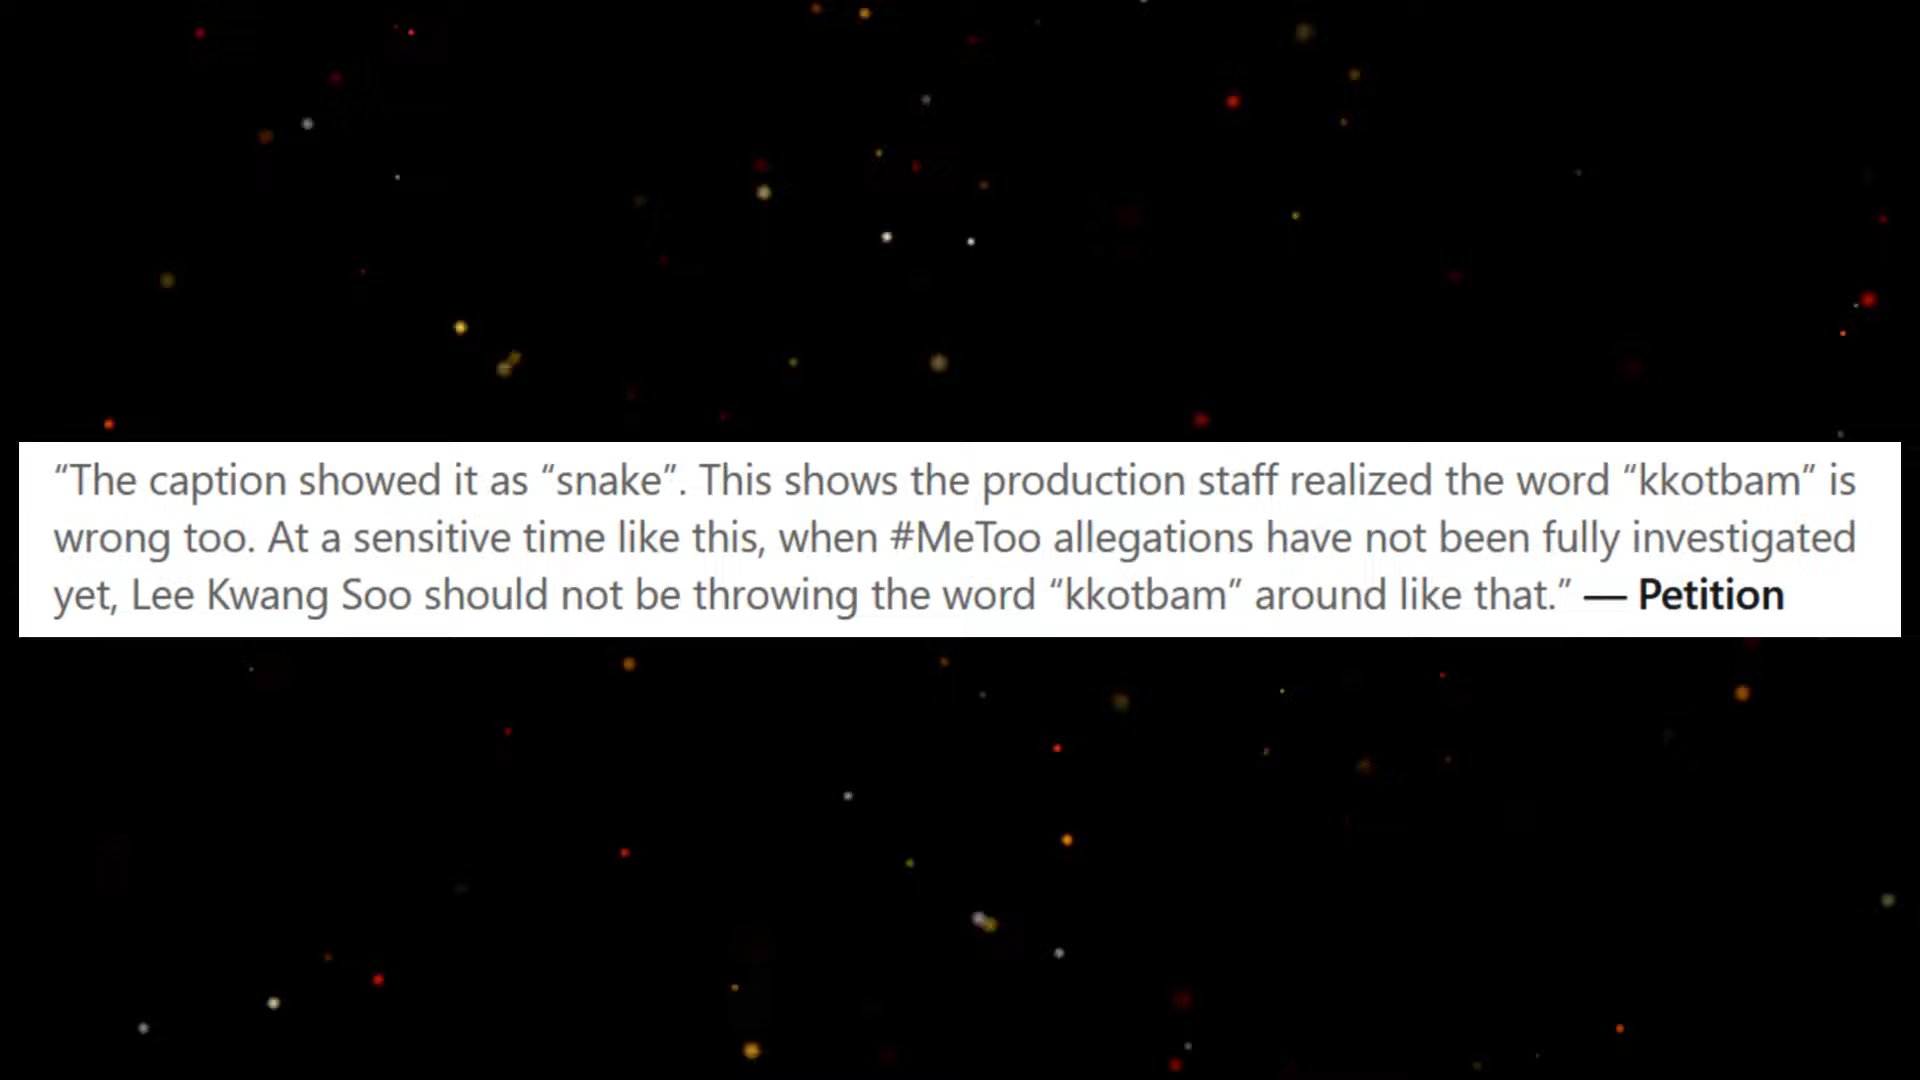 “The caption showed it as “snake”. This shows the production staff realized the word “kkotbam” is
wrong too. At a sensitive time like this, when #MeToo allegations have not been fully investigated
yet, Lee Kwang Soo should not be throwing the word “kkotbam” around like that.” — Petition